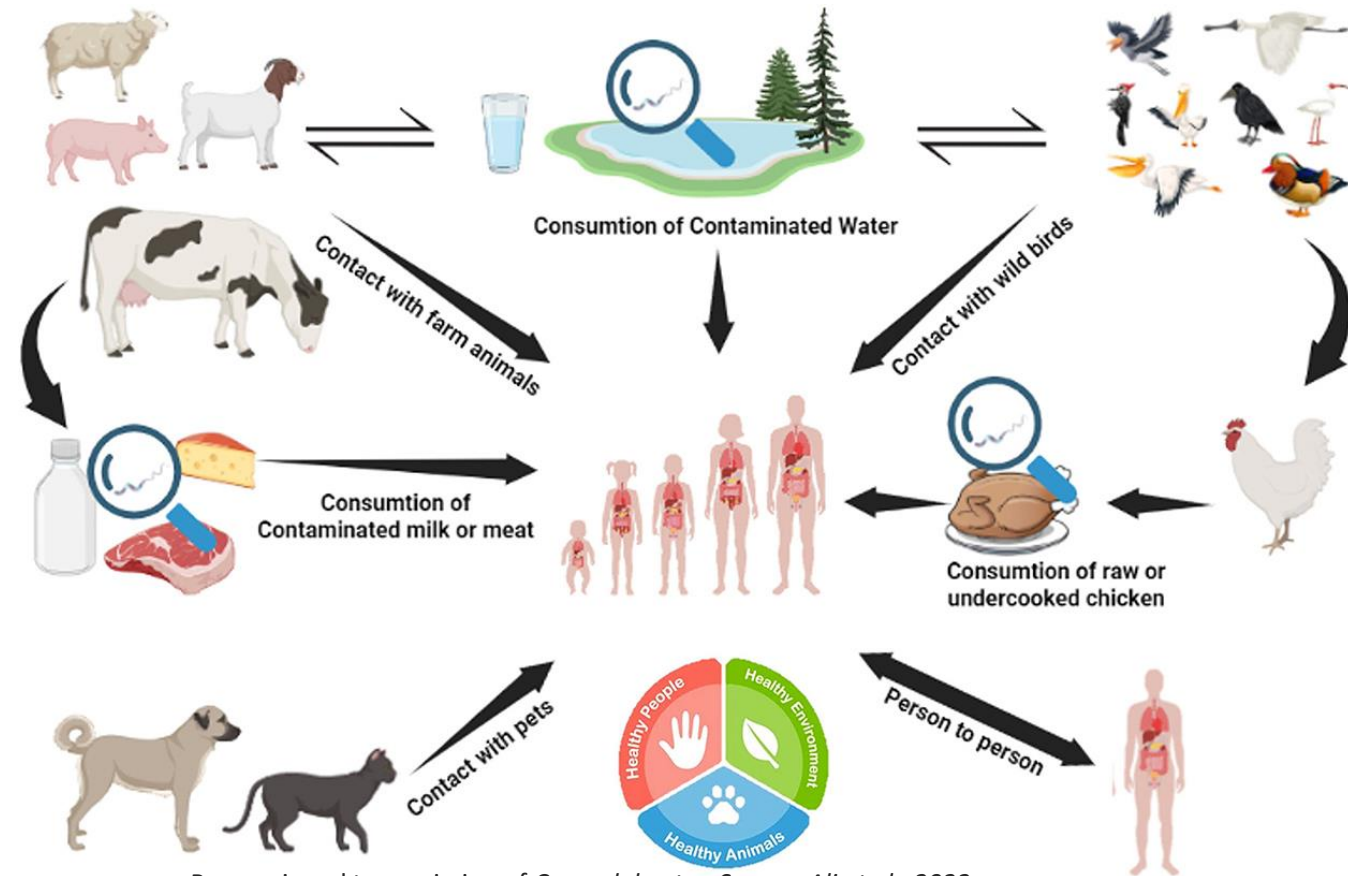 Consumtion of Contaminated Water
Contact with farm animals
Contact with wild birds
Consumtion of
Contaminated milk or meat
Consumtion of raw or
undercooked chicken
Contact with pets
Healthy People
Healthy Environment
Healthy Animals
Person to person